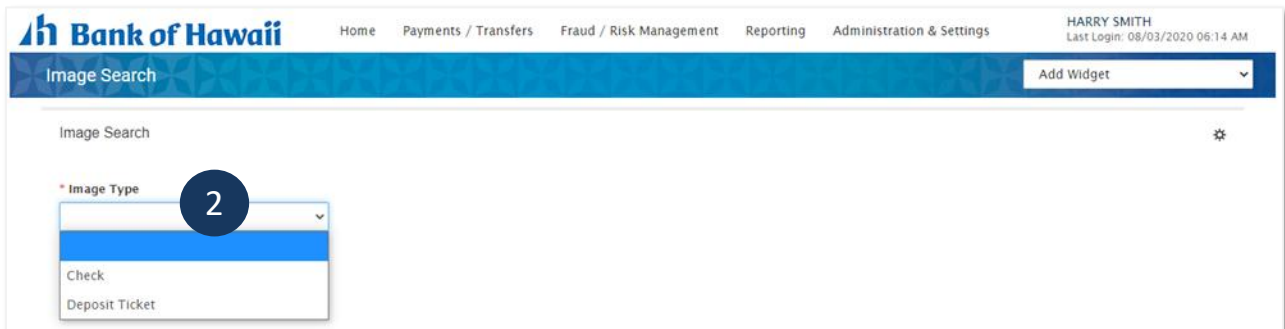 Bank of Hawaii
Home Payments / Transfers Fraud / Risk Management Reporting Administration & Settings
HARRY SMITH
Last Login: 08/03/2020 06:14 AM
Image Search
Add Widget
Image Search
* Image Type
2
Check
Deposit Ticket